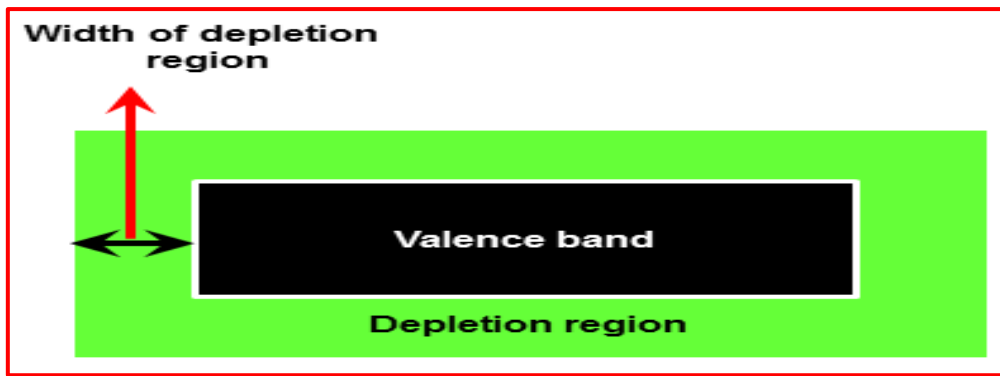 Width of depletion
region
Valence band
Depletion region